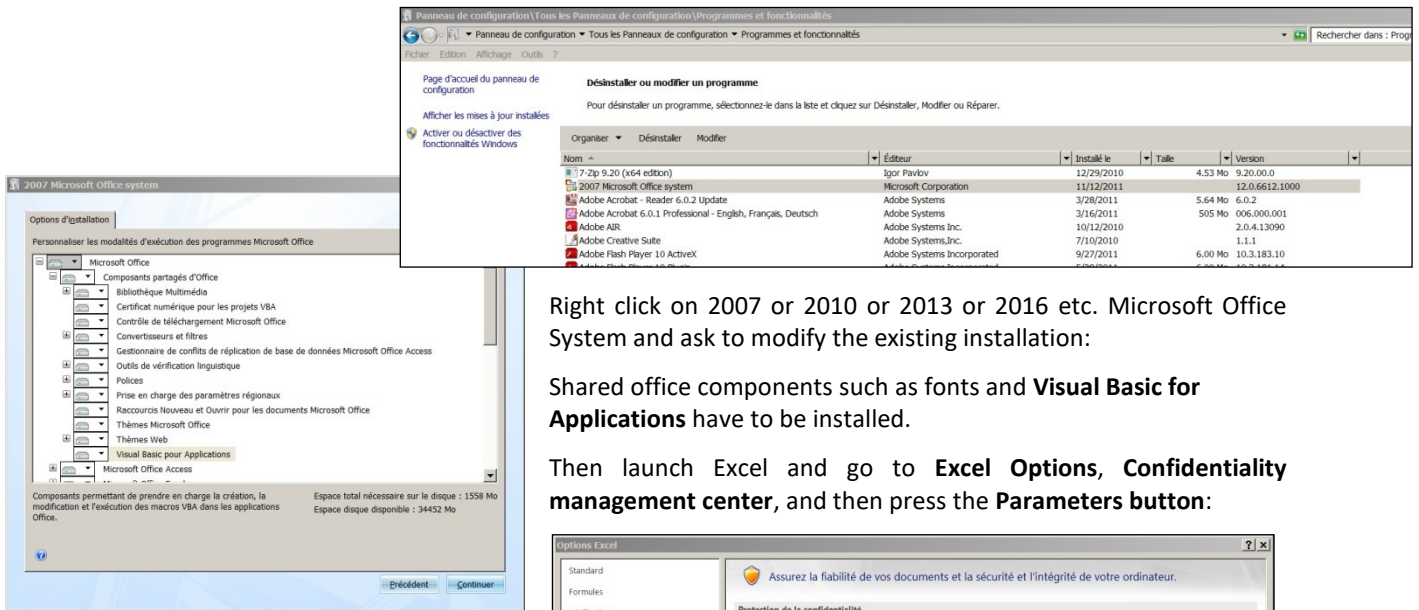 Panneau de configuration\Tous les Panneaux de configuration\Programmes et fonctionnalités
Panneau de configuration Tous les Panneaux de configuration Programmes et fonctionnalités
Rechercher dans : Prog
Fichier Edition Affichage Outils ?
Page d'accueil du panneau de
configuration
Afficher les mises à jour installées
Activer ou désactiver des
fonctionnalités Windows
Désinstaller ou modifier un programme
Pour désinstaller un programme, sélectionnez-le dans la liste et cliquez sur Désinstaller, Modifier ou Réparer.
Organiser Désinstaller Modifier
Nom Éditeur Installé le Taille Version
7-Zip 9.20 (x64 edition) Igor Pavlov 12/29/2010 4.53 Mo 9.20.00.0
2007 Microsoft Office system Microsoft Corporation 11/12/2011 12.0.6612.1000
Adobe Acrobat - Reader 6.0.2 Update Adobe Systems 3/28/2011 5.64 Mo 6.0.2
Adobe Acrobat 6.0.1 Professional - English, Français, Deutsch Adobe Systems 3/16/2011 505 Mo 006.000.001
Adobe AIR Adobe Systems Inc. 10/12/2010 2.0.4.13090
Adobe Creative Suite Adobe Systems,Inc. 7/10/2010 1.1.1
Adobe Flash Player 10 ActiveX Adobe Systems Incorporated 9/27/2011 6.00 Mo 10.3.183.10
2007 Microsoft Office system
Options d'installation
Personnaliser les modalités d'exécution des programmes Microsoft Office
Microsoft Office
Composants partagés d'Office
Bibliothèque Multimédia
Certificat numérique pour les projets VBA
Contrôle de téléchargement Microsoft Office
Convertisseurs et filtres
Gestionnaire de conflits de réplication de base de données Microsoft Office Access
Outils de vérification linguistique
Polices
Prise en charge des paramètres régionaux
Raccourcis Nouveau et Ouvrir pour les documents Microsoft Office
Thèmes Microsoft Office
Thèmes Web
Visual Basic pour Applications
Microsoft Office Access
Composants permettant de prendre en charge la création, la
modification et l'exécution des macros VBA dans les applications
Office.
Espace total nécessaire sur le disque : 1558 Mo
Espace disque disponible : 34452 Mo
Précédent Continuer
Right click on 2007 or 2010 or 2013 or 2016 etc. Microsoft Office
System and ask to modify the existing installation:
Shared office components such as fonts and Visual Basic for
Applications have to be installed.
Then launch Excel and go to Excel Options, Confidentiality
management center, and then press the Parameters button:
Options Excel
Standard
Formules
Assurez la fiabilité de vos documents et la sécurité et l'intégrité de votre ordinateur.
Protection de la confidentialité